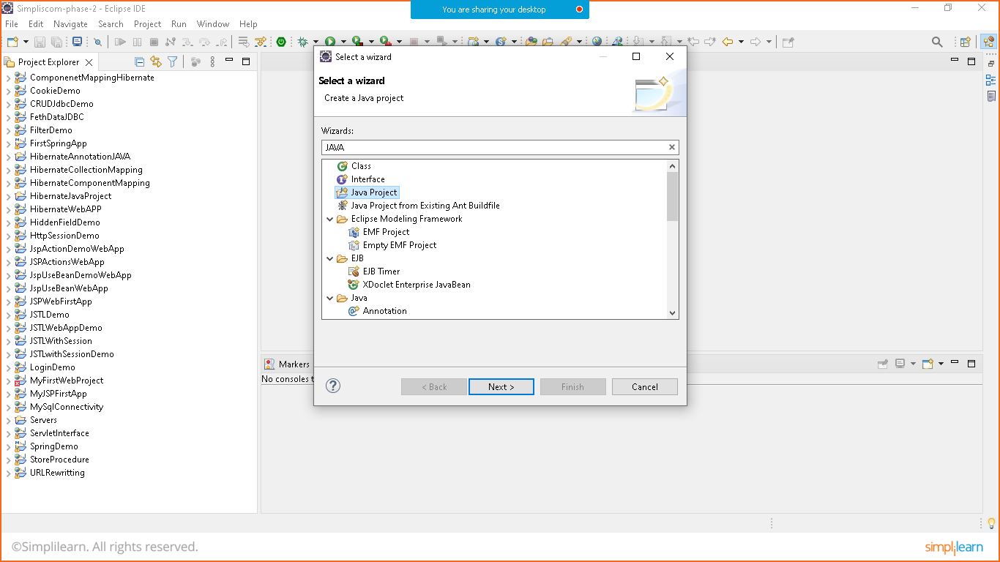 Simpliscom-phase-2 - Eclipse IDE
You are sharing your desktop
File Edit Navigate Search Project Run Window Help
Project Explorer
ComponenetMappingHibernate
CookieDemo
CRUDJdbcDemo
FethDataJDBC
FilterDemo
FirstSpringApp
HibernateAnnotationJAVA
HibernateCollectionMapping
HibernateComponentMapping
HibernateJavaProject
HibernateWebAPP
HiddenFieldDemo
HttpSessionDemo
JspActionDemoWebApp
JSPActionsWebApp
JspUseBeanDemoWebApp
JspUseBeanWebApp
JSPWebFirstApp
JSTLDemo
JSTLWebAppDemo
JSTLWithSession
JSTLwithSessionDemo
LoginDemo
MyFirstWebProject
MyJSPFirstApp
MySqlConnectivity
Servers
ServletInterface
SpringDemo
StoreProcedure
URLRewritting
Select a wizard
Select a wizard
Create a Java project
Wizards:
JAVA
Class
Interface
Java Project
Java Project from Existing Ant Buildfile
Eclipse Modeling Framework
EMF Project
Empty EMF Project
EJB
EJB Timer
XDoclet Enterprise JavaBean
Java
Annotation
< Back Next > Finish Cancel
Markers
No consoles t
©Simplilearn. All rights reserved.
simplilearn